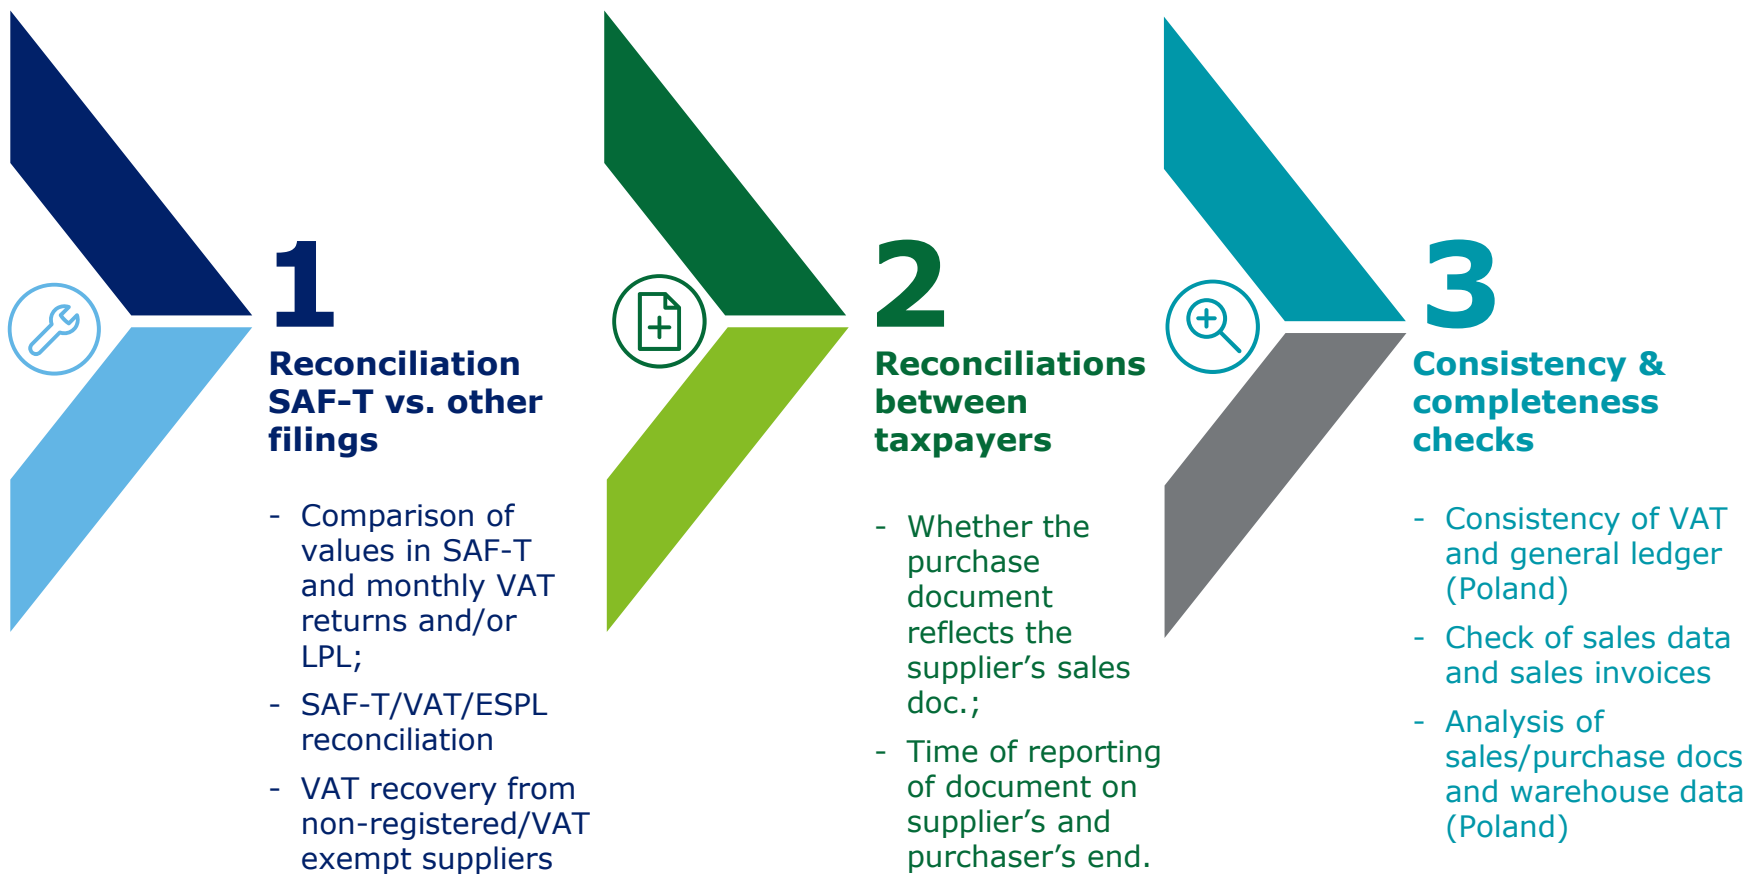 1
Reconciliation
SAF-T vs. other
filings
- Comparison of
values in SAF-T
and monthly VAT
returns and/or
LPL;
- SAF-T/VAT/ESPL
reconciliation
- VAT recovery from
non-registered/VAT
exempt suppliers
2
Reconciliations
between
taxpayers
- Whether the
purchase
document
reflects the
supplier’s sales
doc.;
- Time of reporting
of document on
supplier’s and
purchaser’s end.
3
Consistency &
completeness
checks
- Consistency of VAT
and general ledger
(Poland)
- Check of sales data
and sales invoices
- Analysis of
sales/purchase docs
and warehouse data
(Poland)